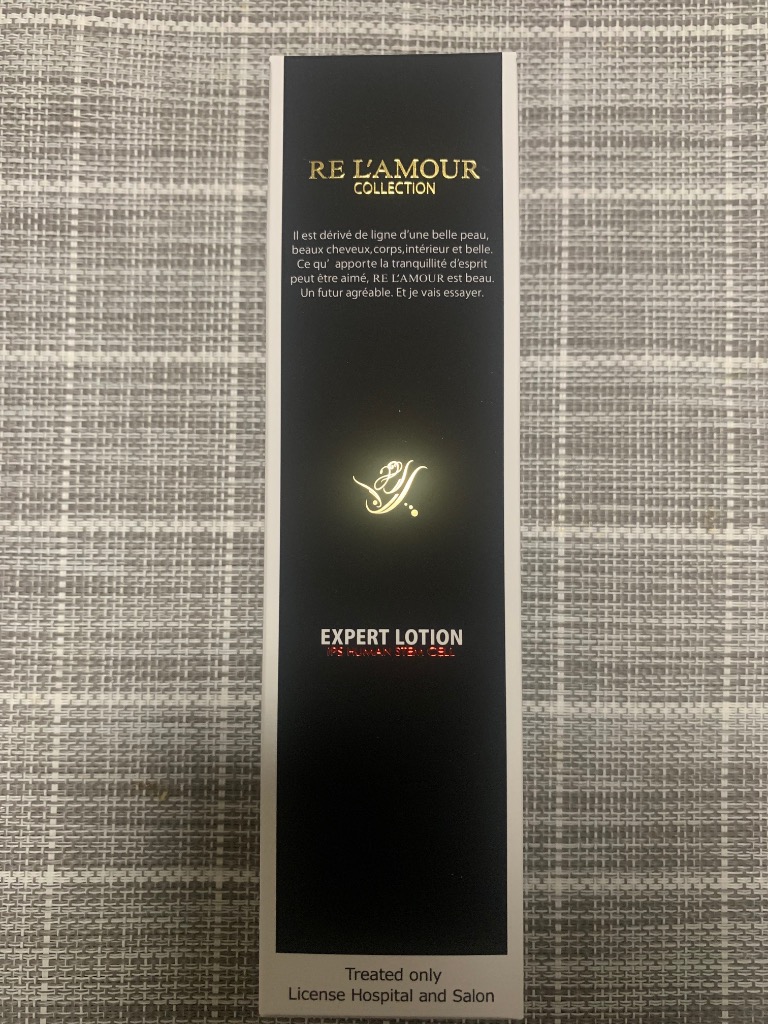 RE L'AMOUR
COLLECTION
Il est dérivé de ligne d'une belle peau,
beaux cheveux,corps,intérieur et belle.
Ce qu' apporte la tranquillité d'esprit
peut être aimé, RE L'AMOUR est beau.
Un futur agréable. Et je vais essayer.
EXPERT LOTION
IPS HUMAN STEM CELL
Treated only
License Hospital and Salon